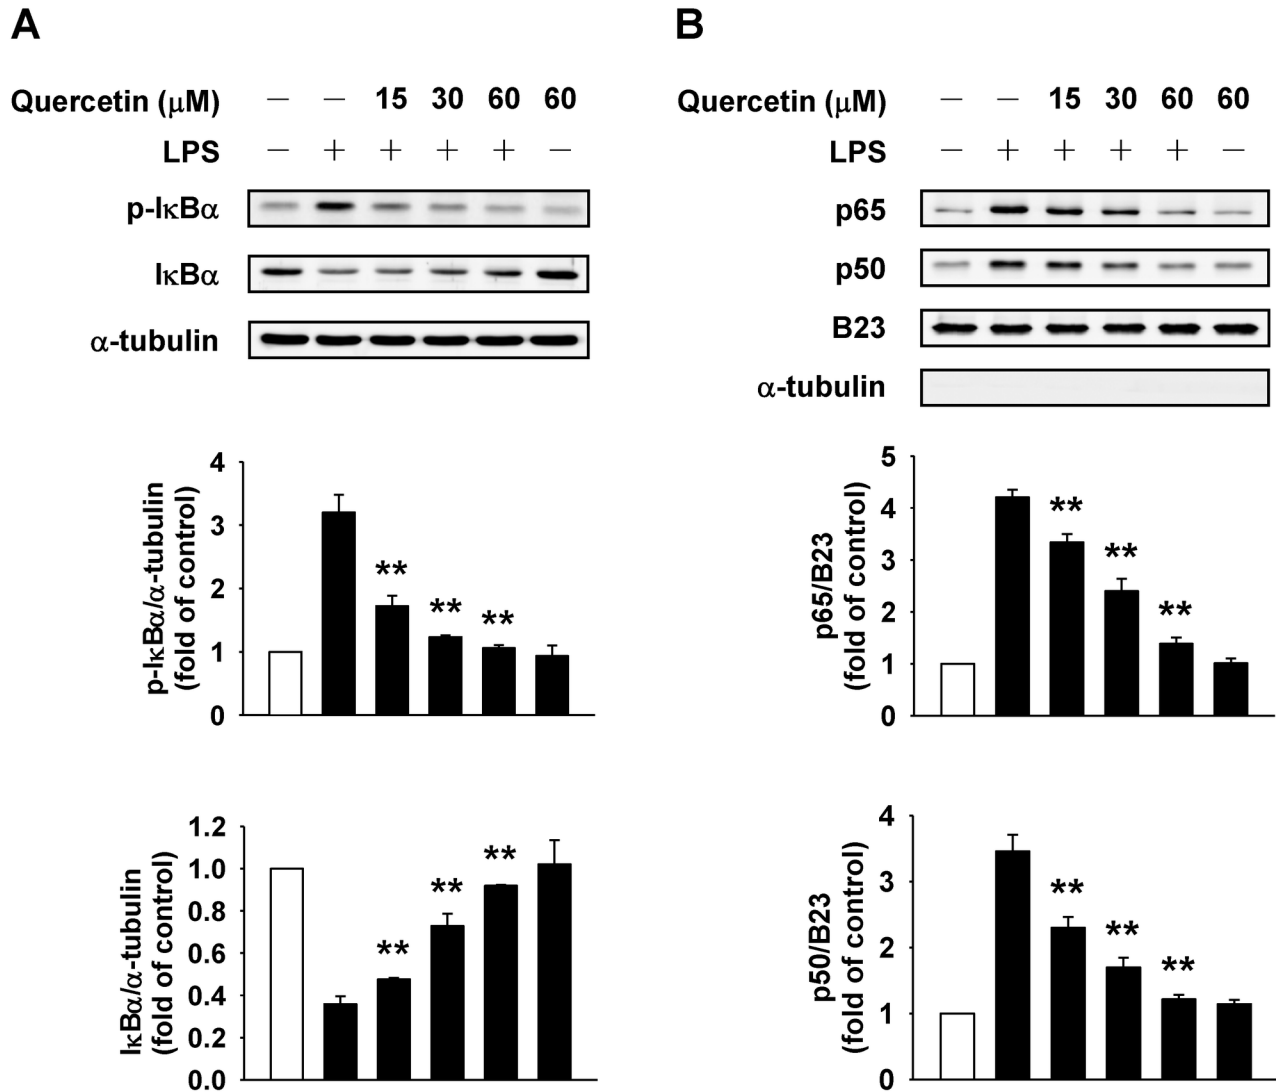 A
Quercetin (μM) — — 15 30 60 60
LPS — + + + + —
p-IκBα
IκBα
α-tubulin
p-IκBα/α-tubulin
(fold of control)
4
3
2
1
0
** ** **
IκBα/α-tubulin
(fold of control)
1.2
1.0
0.8
0.6
0.4
0.2
0.0
** ** **
B
Quercetin (μM) — — 15 30 60 60
LPS — + + + + —
p65
p50
B23
α-tubulin
p65/B23
(fold of control)
5
4
3
2
1
0
** ** **
p50/B23
(fold of control)
4
3
2
1
0
** ** **